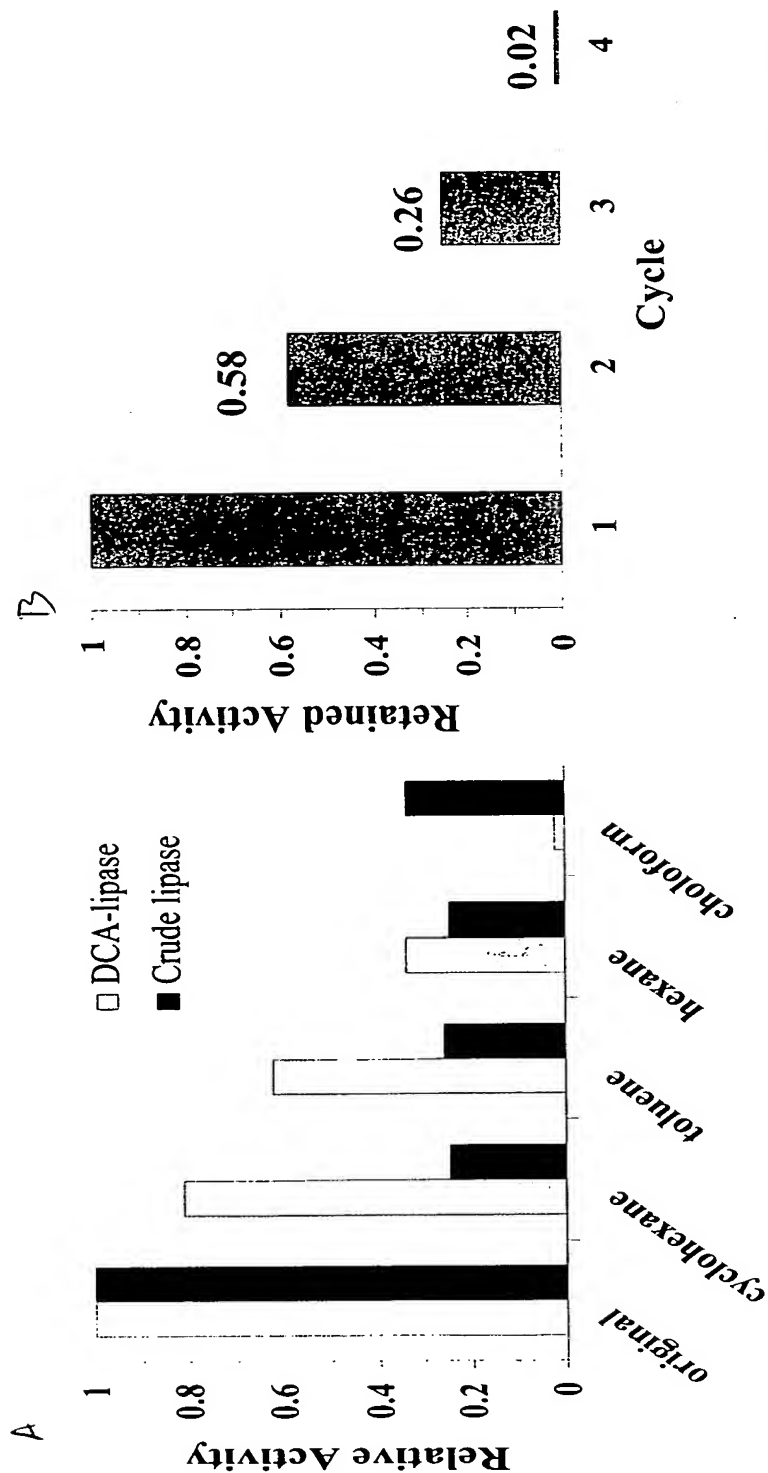 A
Relative Activity
1
0.8
0.6
0.4
0.2
0
DCA-lipase
Crude lipase
original
cyclohexane
toluene
hexane
choloform
B
Retained Activity
1
0.8
0.6
0.4
0.2
0
0.58
0.26
0.02
1
2
3
4
Cycle